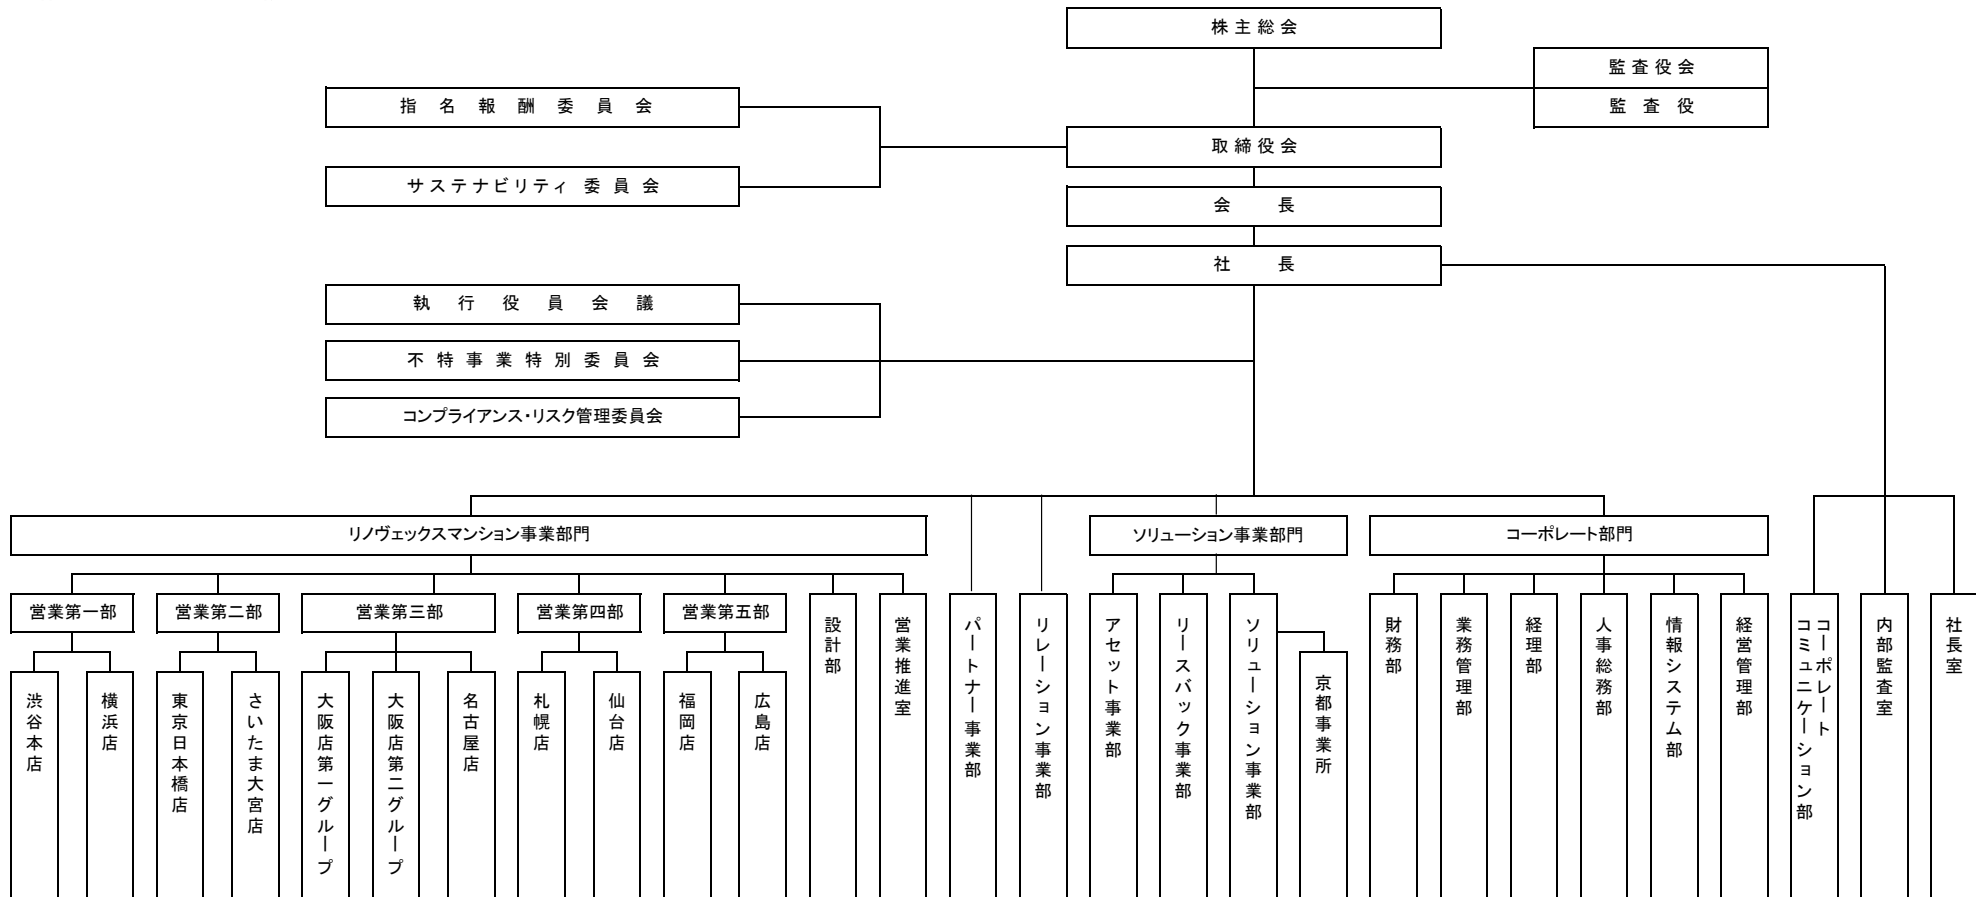 株主総会
監査役会
監査役
指名報酬委員会
取締役会
サステナビリティ委員会
会長
社長
執行役員会議
不特事業特別委員会
コンプライアンス・リスク管理委員会
リノヴェックスマンション事業部門
ソリューション事業部門
コーポレート部門
営業第一部
営業第二部
営業第三部
営業第四部
営業第五部
設計部
営業推進室
パートナー事業部
リレーション事業部
アセット事業部
リースバック事業部
ソリューション事業部
京都事業所
財務部
業務管理部
経理部
人事総務部
情報システム部
経営管理部
コーポレート
コミュニケーション部
内部監査室
社長室
渋谷本店
横浜店
東京日本橋店
さいたま大宮店
大阪店第一グループ
大阪店第二グループ
名古屋店
札幌店
仙台店
福岡店
広島店